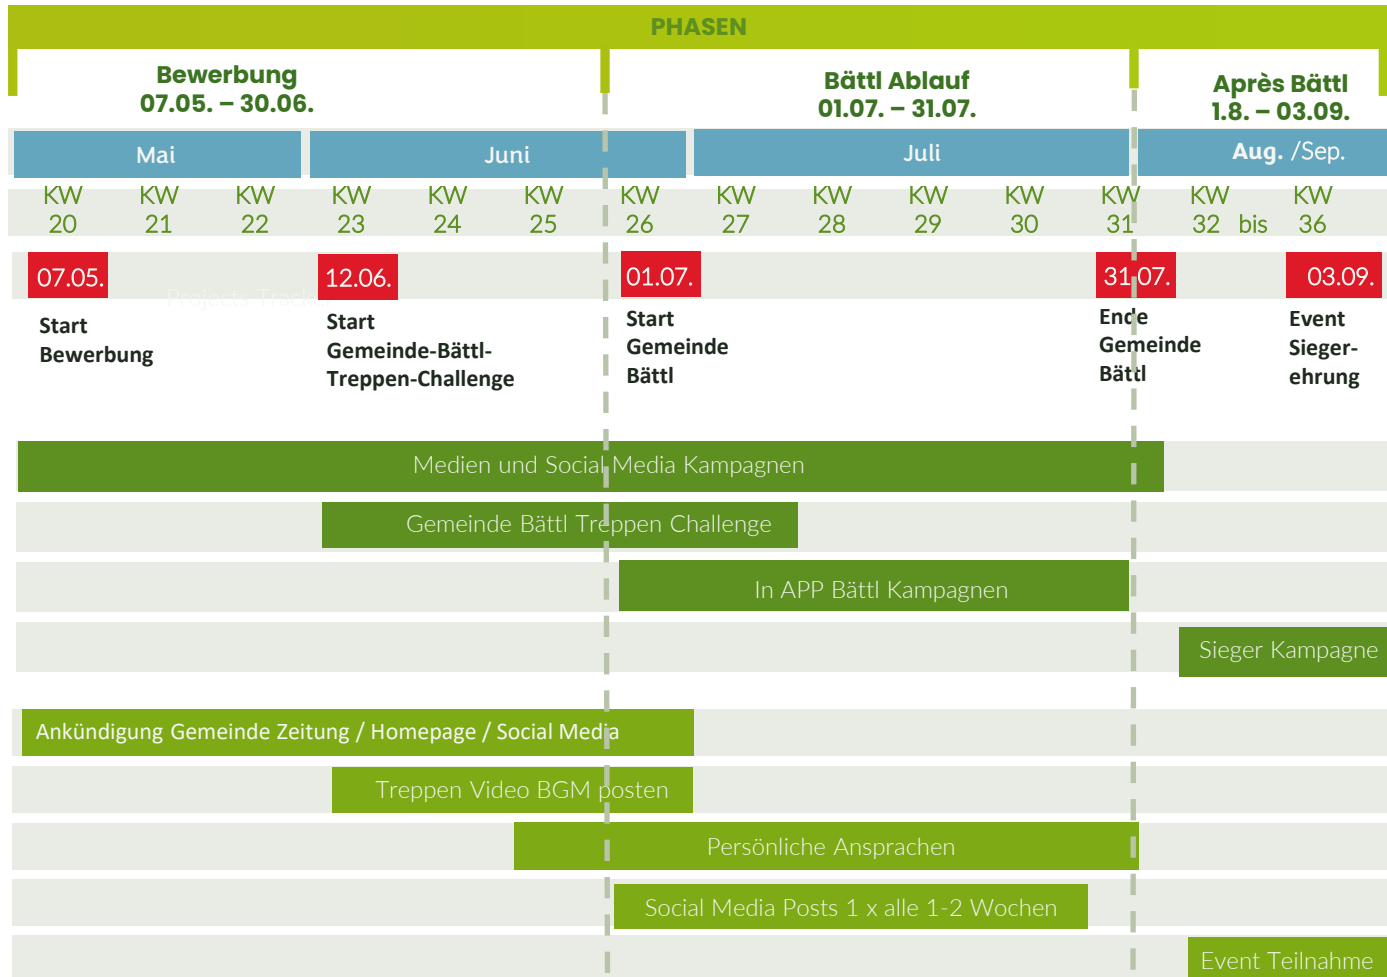 PHASEN
Bewerbung
07.05. – 30.06.
Bättl Ablauf
01.07. – 31.07.
Après Bättl
1.8. – 03.09.
Mai
Juni
Juli
Aug. /Sep.
KW KW KW KW KW KW KW KW KW KW KW KW KW KW
20 21 22 23 24 25 26 27 28 29 30 31 32 bis 36
07.05.
12.06.
01.07.
31.07.
03.09.
Projects Track
Start
Bewerbung
Start
Gemeinde-Bättl-
Treppen-Challenge
Start
Gemeinde
Bättl
Ende
Gemeinde
Bättl
Event
Sieger-
ehrung
Medien und Social Media Kampagnen
Gemeinde Bättl Treppen Challenge
In APP Bättl Kampagnen
Sieger Kampagne
Ankündigung Gemeinde Zeitung / Homepage / Social Media
Treppen Video BGM posten
Persönliche Ansprachen
Social Media Posts 1 x alle 1-2 Wochen
Event Teilnahme